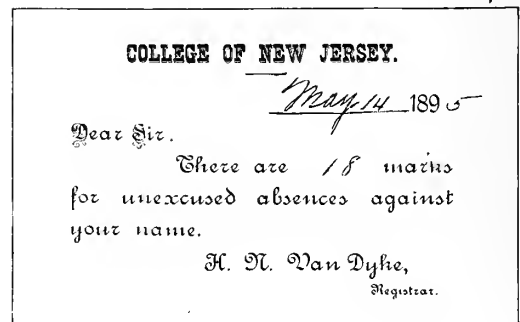 COLLEGE OF NEW JERSEY.
May 14 1895
Dear Sir.
There are 18 marks
for unexcused absences against
your name.
H. N. Van Dyke,
Registrar.